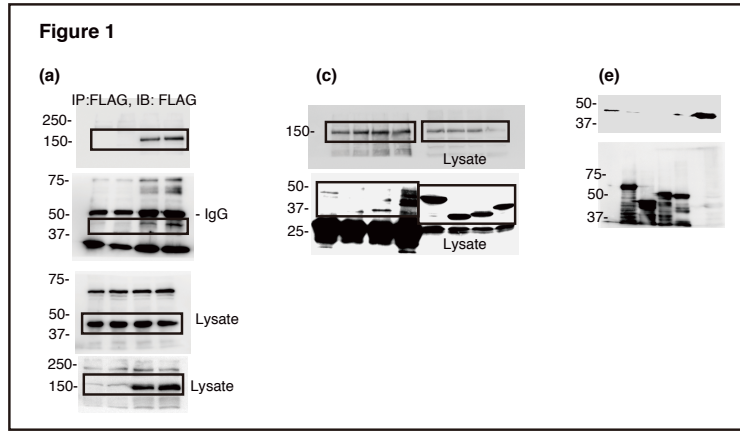 Figure 1
(a)
IP:FLAG, IB: FLAG
250-
150-
75-
50-
- IgG
37-
75-
50-
Lysate
37-
250-
150-
Lysate
(c)
150-
Lysate
50-
37-
25-
Lysate
(e)
50-
37-
75-
50-
37-